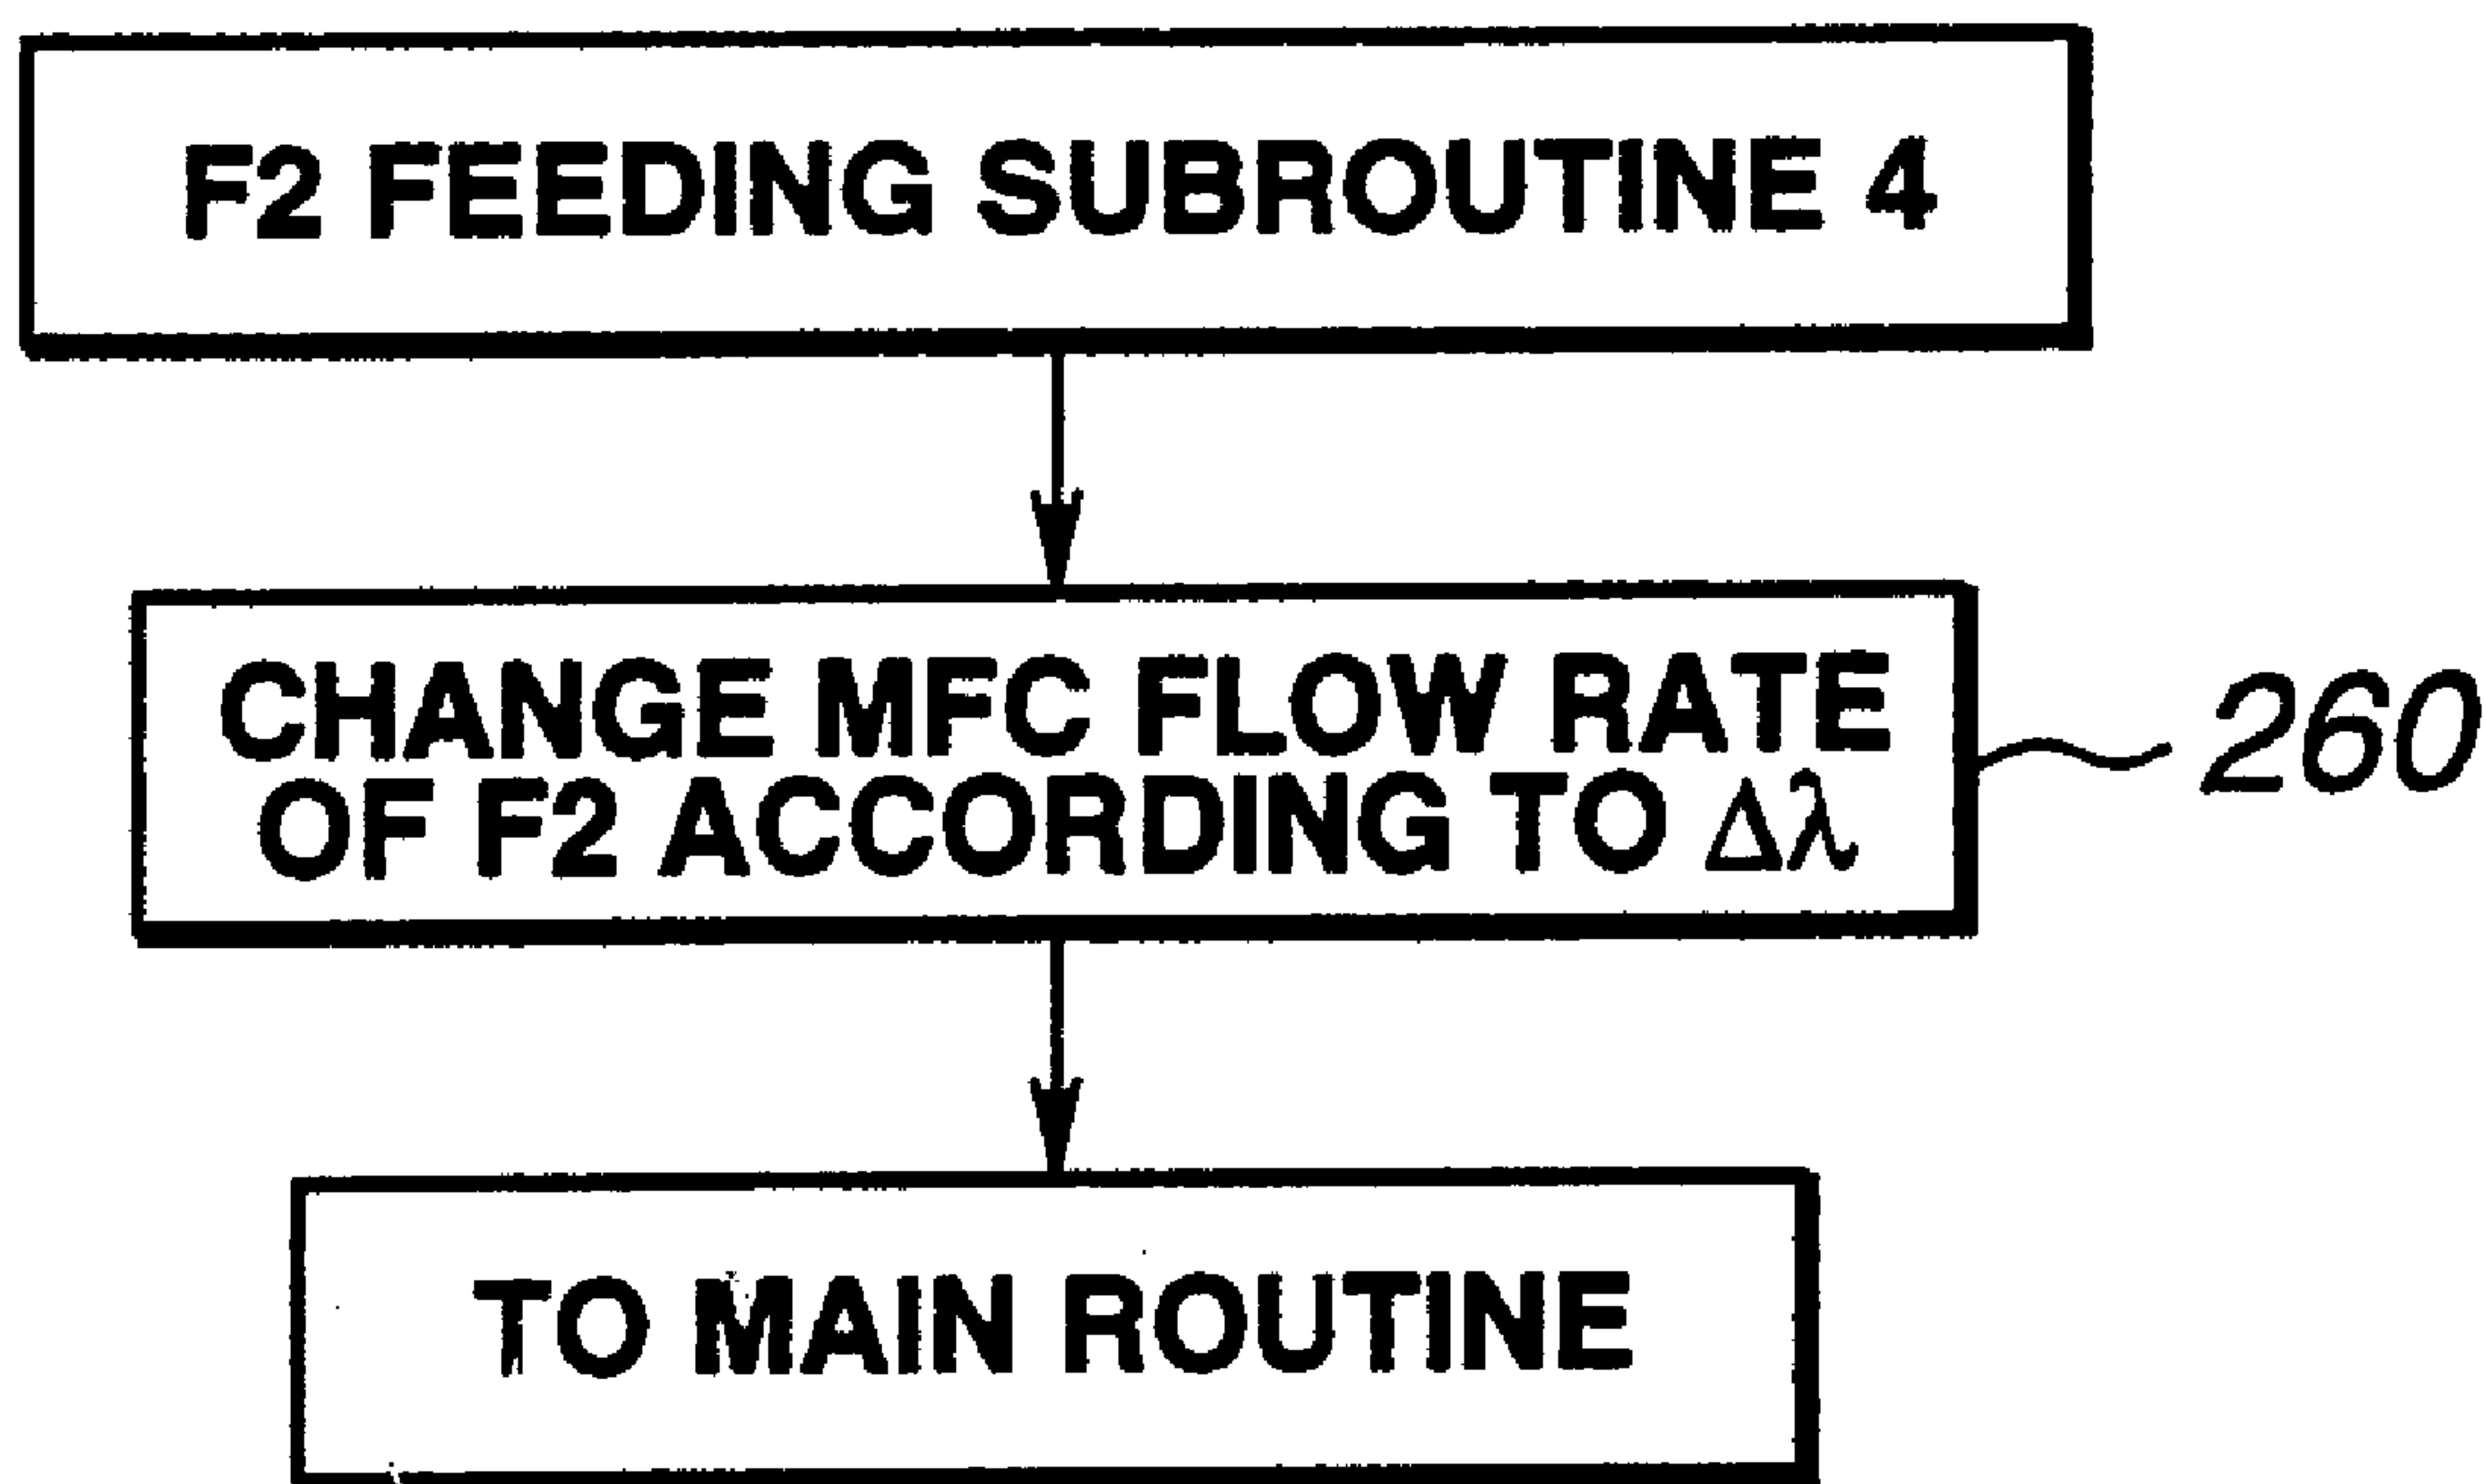 F2 FEEDING SUBROUTINE 4
CHANGE MFC FLOW RATE
OF F2 ACCORDING TO Δλ
260
TO MAIN ROUTINE